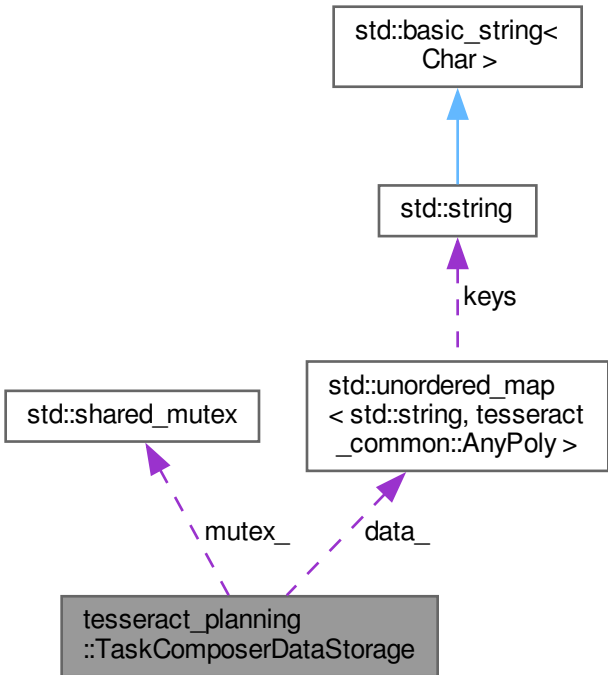 std::basic_string<
Char >
std::string
keys
std::unordered_map
< std::string, tesseract
_common::AnyPoly >
std::shared_mutex
mutex_
data_
tesseract_planning
::TaskComposerDataStorage